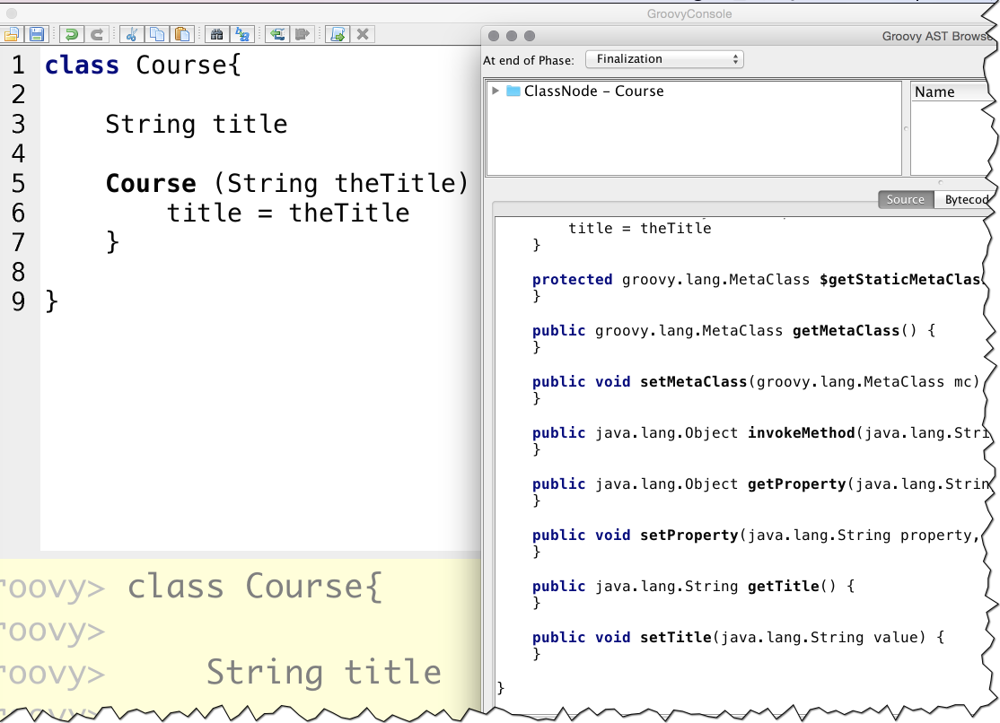 GroovyConsole
1 class Course{
2
3 String title
4
5 Course (String theTitle)
6 title = theTitle
7 }
8
9 }
roovy> class Course{
roovy>
roovy> String title
Groovy AST Browse
At end of Phase: Finalization
ClassNode - Course
Name
Source Bytecod
title = theTitle
}
protected groovy.lang.MetaClass $getStaticMetaClas
}
public groovy.lang.MetaClass getMetaClass() {
}
public void setMetaClass(groovy.lang.MetaClass mc)
}
public java.lang.Object invokeMethod(java.lang.Stri
}
public java.lang.Object getProperty(java.lang.Strin
}
public void setProperty(java.lang.String property,
}
public java.lang.String getTitle() {
}
public void setTitle(java.lang.String value) {
}
}